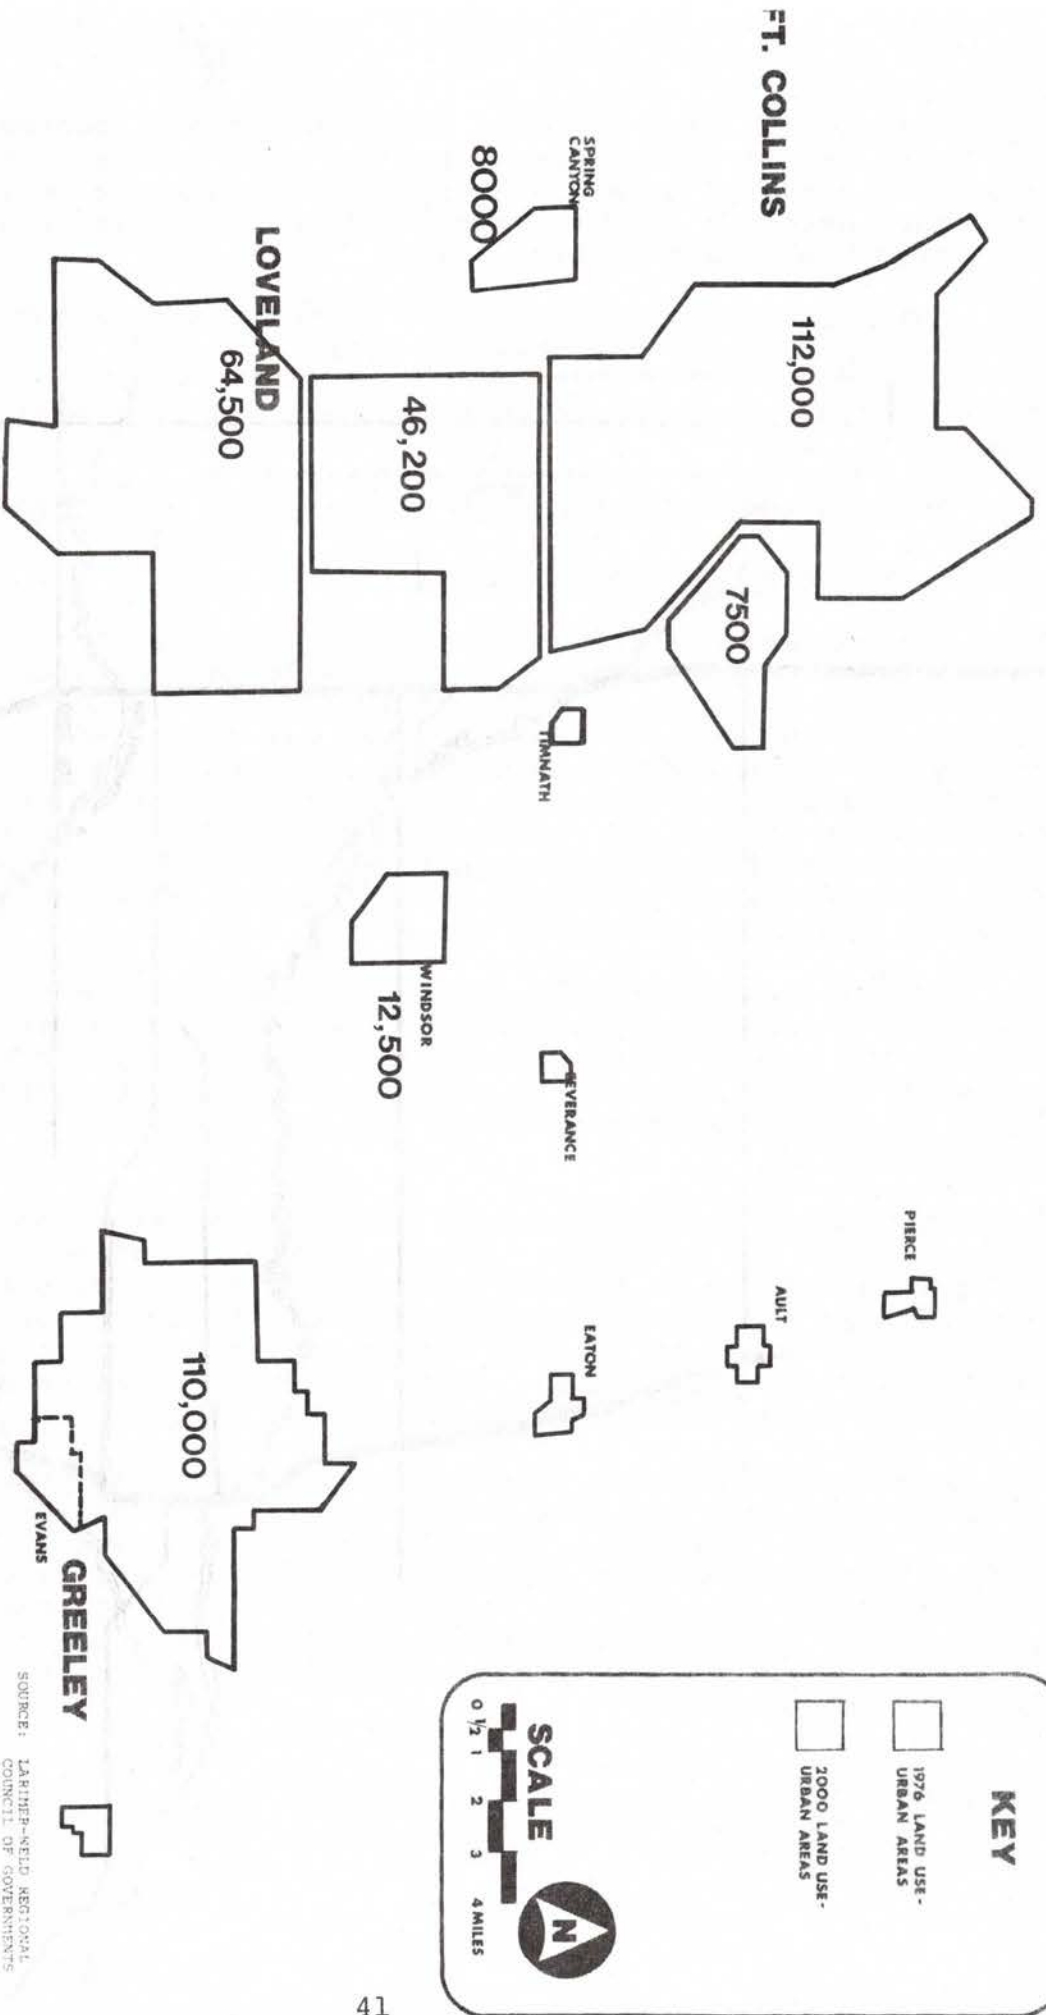 FT. COLLINS
112,000
7500
SPRING
CANYON
8000
46,200
LOVELAND
64,500
TIMNATH
WINDSOR
12,500
SEVERANCE
PIERCE
AULT
EATON
110,000
EVANS
GREELEY
KEY
1976 LAND USE-
URBAN AREAS
2000 LAND USE-
URBAN AREAS
SCALE
0 1/2 1 2 3 4 MILES
N
SOURCE: LARIMER-WELD REGIONAL
COUNCIL OF GOVERNMENTS
41